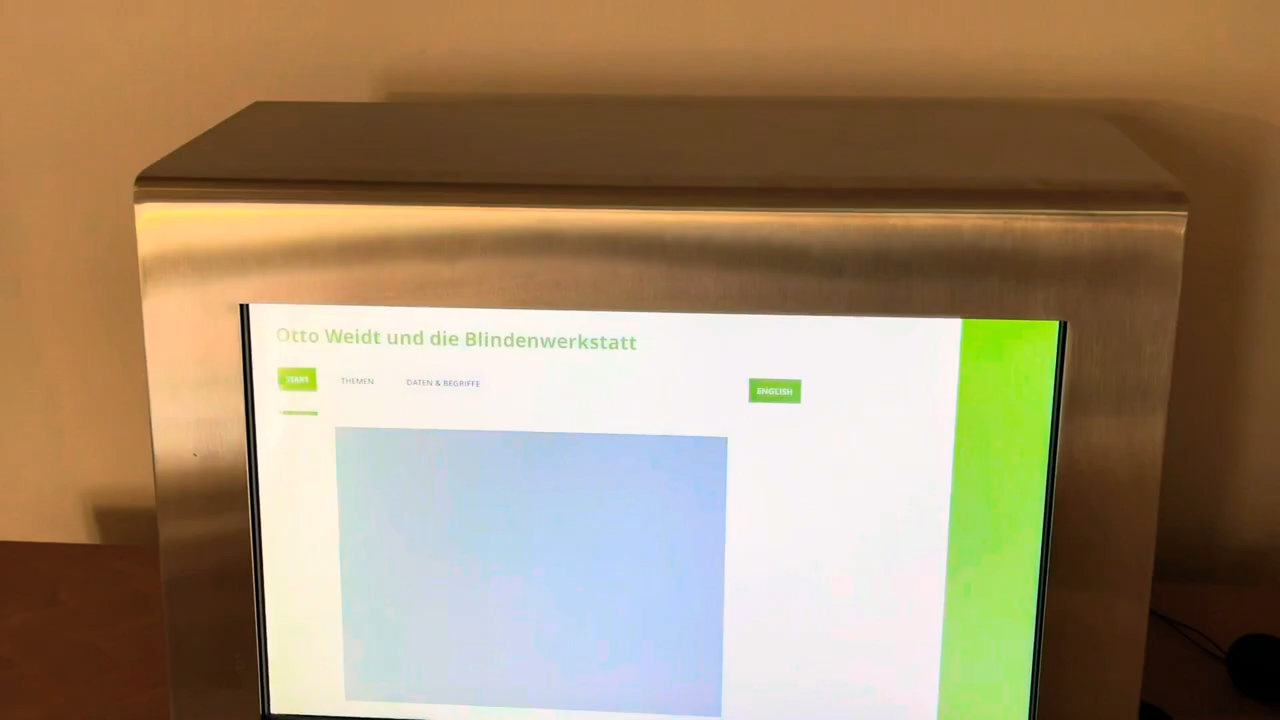 Otto Weidt und die Blindenwerkstatt
START THEMEN DATEN & BEGRIFFE ENGLISH